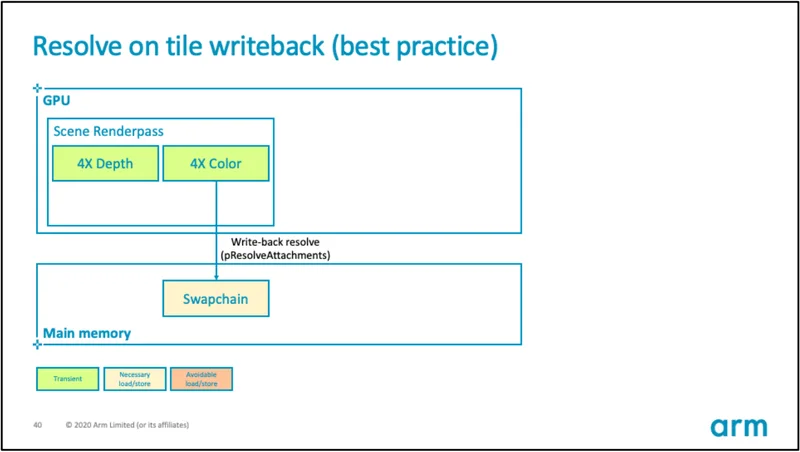 Resolve on tile writeback (best practice)
GPU
Scene Renderpass
4X Depth
4X Color
Write-back resolve
(pResolveAttachments)
Swapchain
Main memory
Transient
Necessary
load/store
Avoidable
load/store
40
© 2020 Arm Limited (or its affiliates)
arm